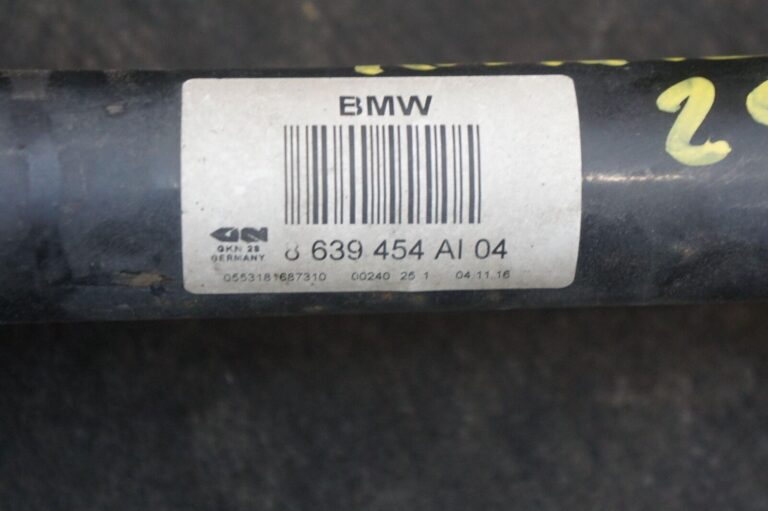 BMW
GKN 28
GERMANY
8 639 454 AI 04
0553181687310 00240 25 1 04.11.16